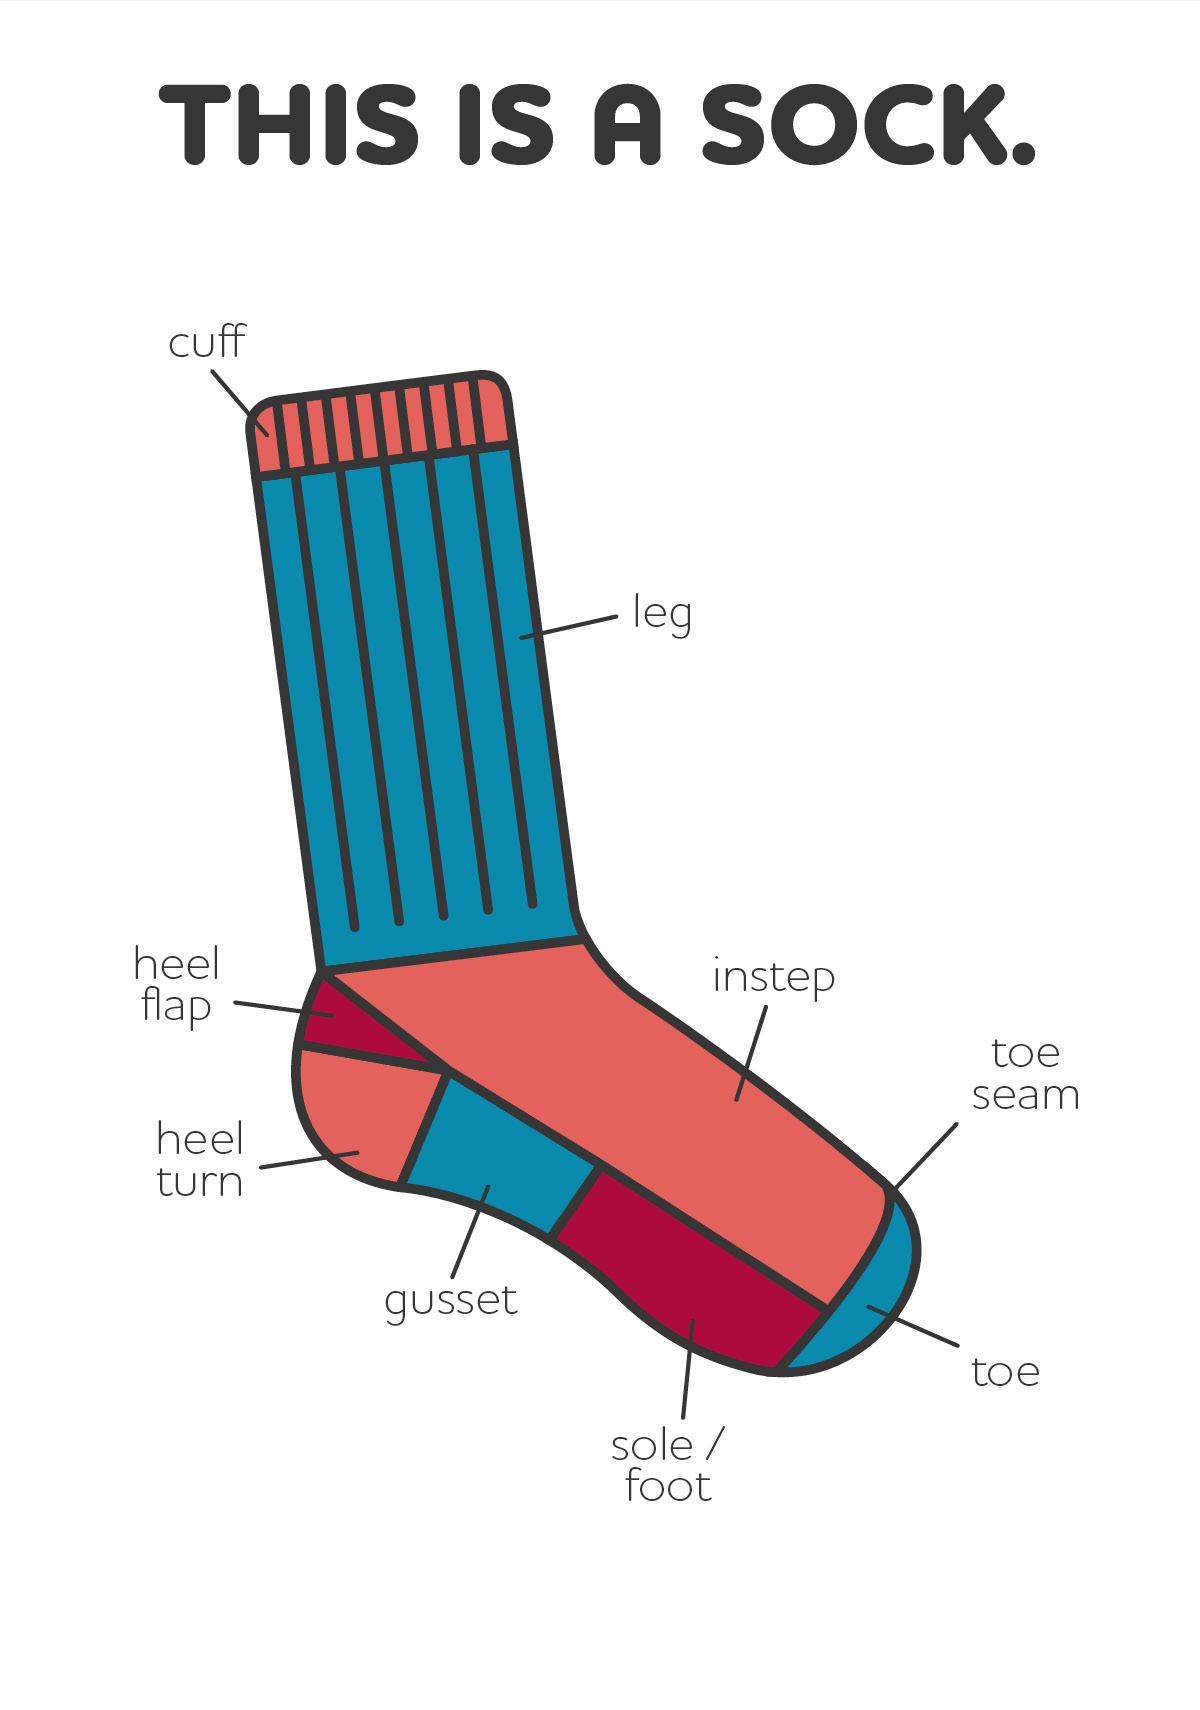 THIS IS A SOCK.
cuff
leg
heel
flap
instep
toe
seam
heel
turn
gusset
toe
sole /
foot